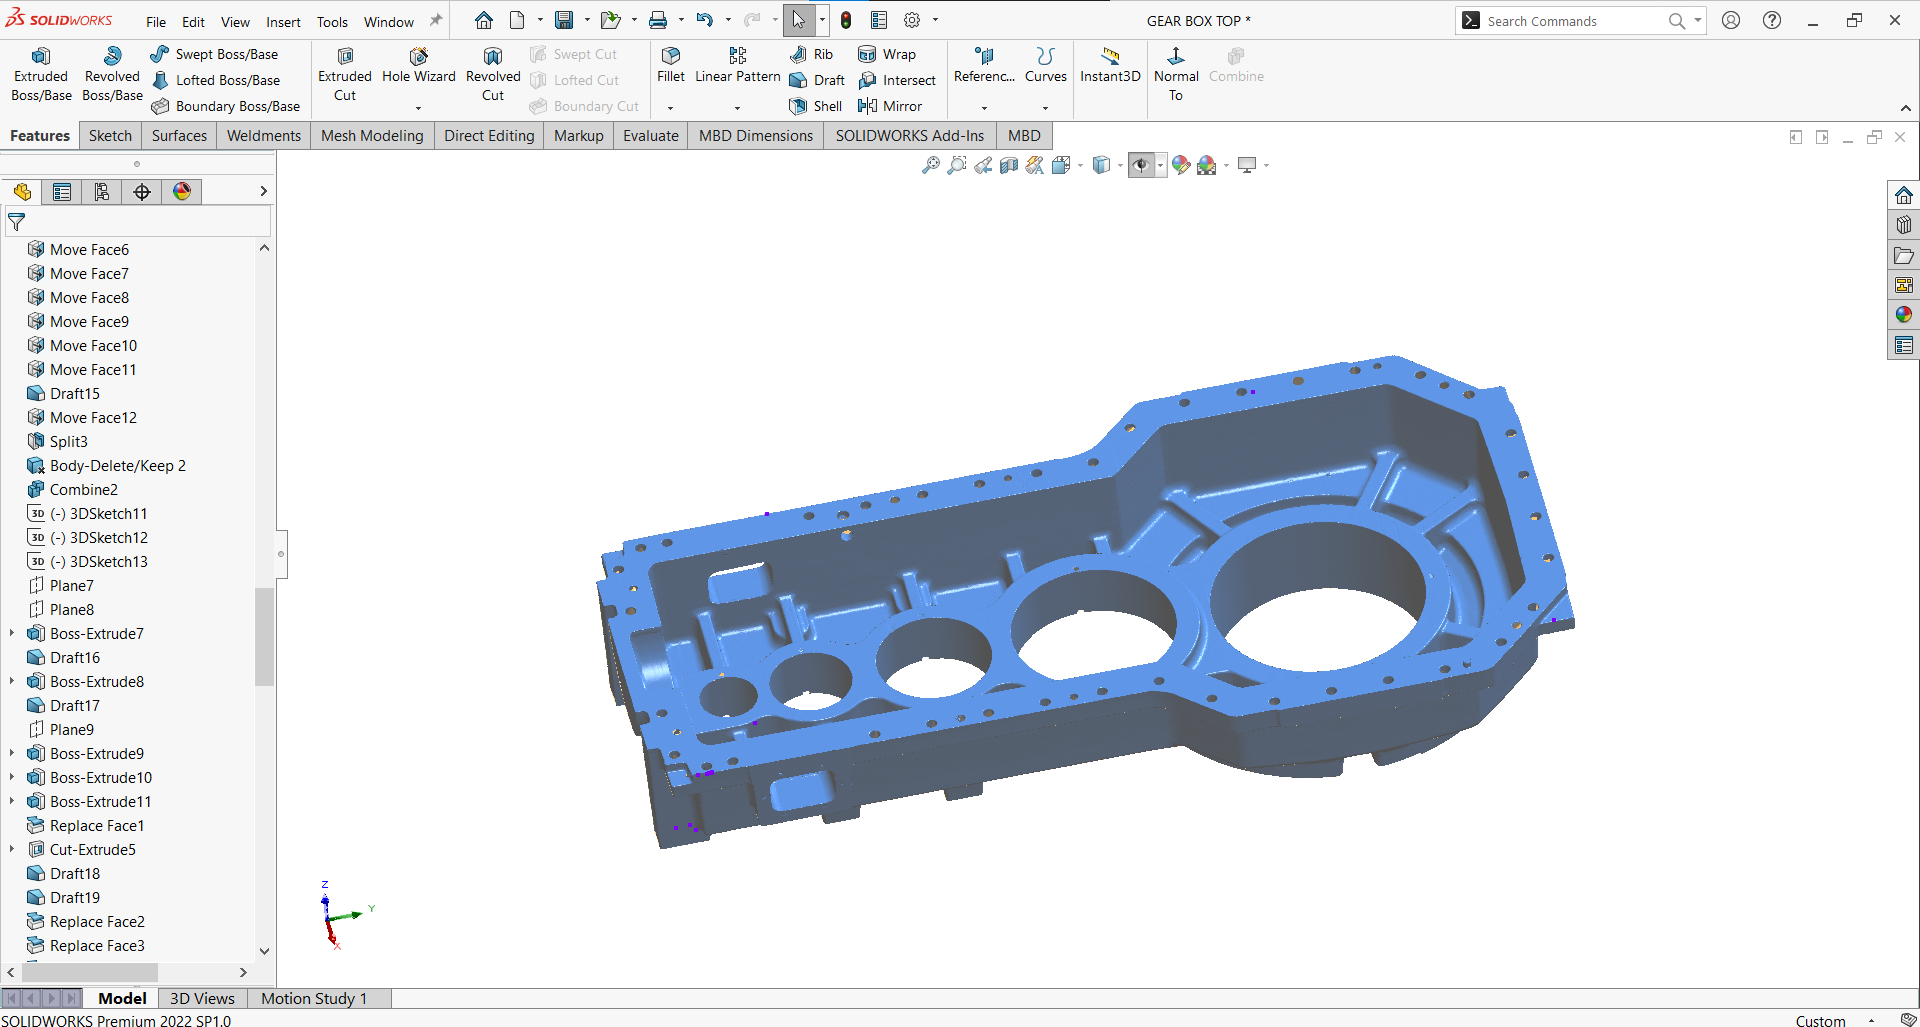 SOLIDWORKS File Edit View Insert Tools Window GEAR BOX TOP * Search Commands
Extruded Boss/Base
Revolved Boss/Base
Swept Boss/Base
Lofted Boss/Base
Boundary Boss/Base
Extruded Cut
Hole Wizard
Revolved Cut
Swept Cut
Lofted Cut
Boundary Cut
Fillet
Linear Pattern
Rib
Draft
Shell
Wrap
Intersect
Mirror
Referenc...
Curves
Instant3D
Normal To
Combine
Features Sketch Surfaces Weldments Mesh Modeling Direct Editing Markup Evaluate MBD Dimensions SOLIDWORKS Add-Ins MBD
Move Face6
Move Face7
Move Face8
Move Face9
Move Face10
Move Face11
Draft15
Move Face12
Split3
Body-Delete/Keep 2
Combine2
3D (-) 3DSketch11
3D (-) 3DSketch12
3D (-) 3DSketch13
Plane7
Plane8
Boss-Extrude7
Draft16
Boss-Extrude8
Draft17
Plane9
Boss-Extrude9
Boss-Extrude10
Boss-Extrude11
Replace Face1
Cut-Extrude5
Draft18
Draft19
Replace Face2
Replace Face3
Z
Y
X
Model 3D Views Motion Study 1
SOLIDWORKS Premium 2022 SP1.0 Custom